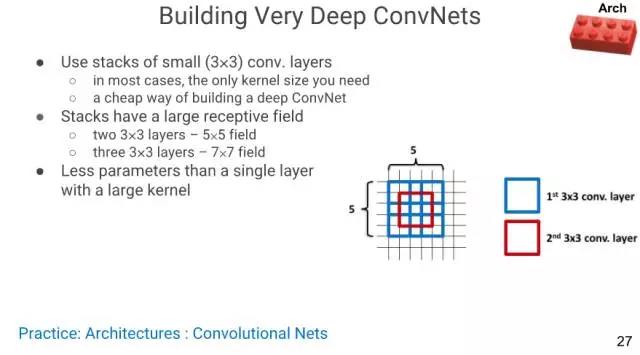 Building Very Deep ConvNets
Arch
● Use stacks of small (3×3) conv. layers
○ in most cases, the only kernel size you need
○ a cheap way of building a deep ConvNet
● Stacks have a large receptive field
○ two 3×3 layers – 5×5 field
○ three 3×3 layers – 7×7 field
● Less parameters than a single layer
with a large kernel
5
5
1st 3x3 conv. layer
2nd 3x3 conv. layer
Practice: Architectures : Convolutional Nets
27